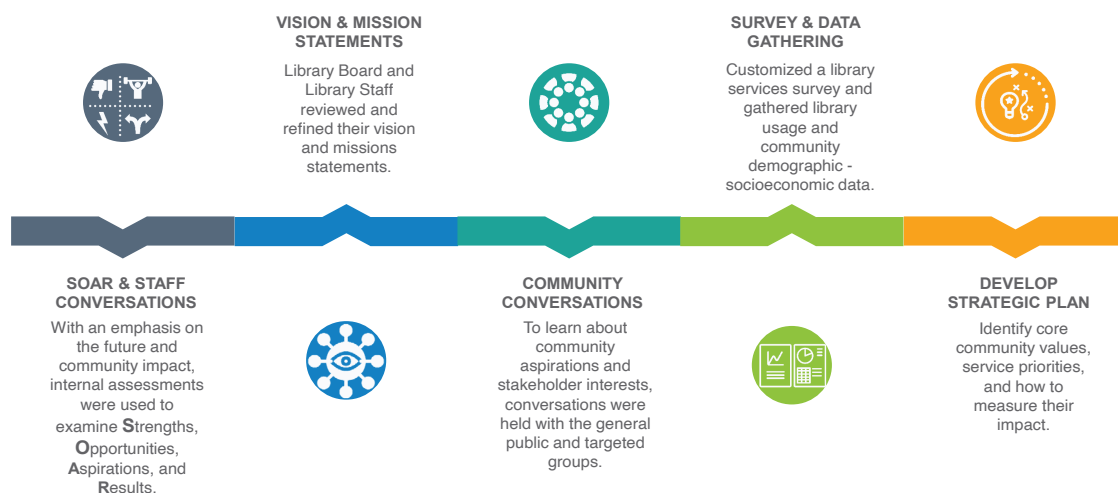 VISION & MISSION
STATEMENTS
Library Board and
Library Staff
reviewed and
refined their vision
and missions
statements.
SURVEY & DATA
GATHERING
Customized a library
services survey and
gathered library
usage and
community
demographic -
socioeconomic data.
SOAR & STAFF
CONVERSATIONS
With an emphasis on
the future and
community impact,
internal assessments
were used to
examine Strengths,
Opportunities,
Aspirations, and
Results.
COMMUNITY
CONVERSATIONS
To learn about
community
aspirations and
stakeholder interests,
conversations were
held with the general
public and targeted
groups.
DEVELOP
STRATEGIC PLAN
Identify core
community values,
service priorities,
and how to
measure their
impact.